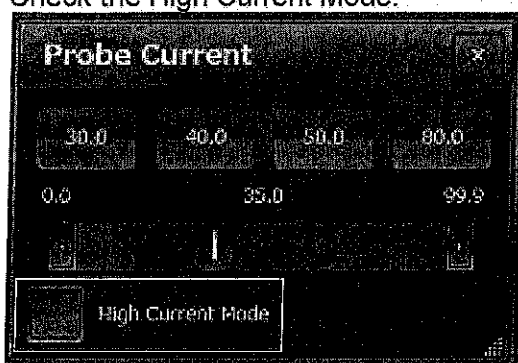 Check the High Current Mode.
Probe Current ×
30.0 40.0 50.0 80.0
0.0 35.0 99.9
High Current Mode